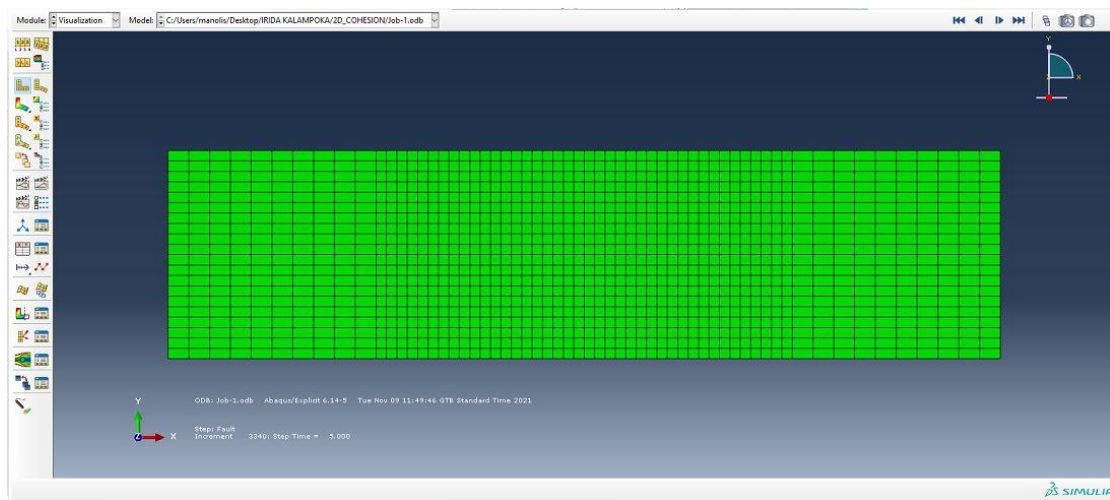 Module: Visualization Model: C:/Users/manolis/Desktop/IRIDA KALAMPOKA/2D_COHESION/Job-1.odb
Y
Z X
Y
Z X
ODB: Job-1.odb Abaqus/Explicit 6.14-5 Tue Nov 09 11:49:46 GTB Standard Time 2021
Step: Fault
Increment 3340: Step Time = 5.000
SIMULIA